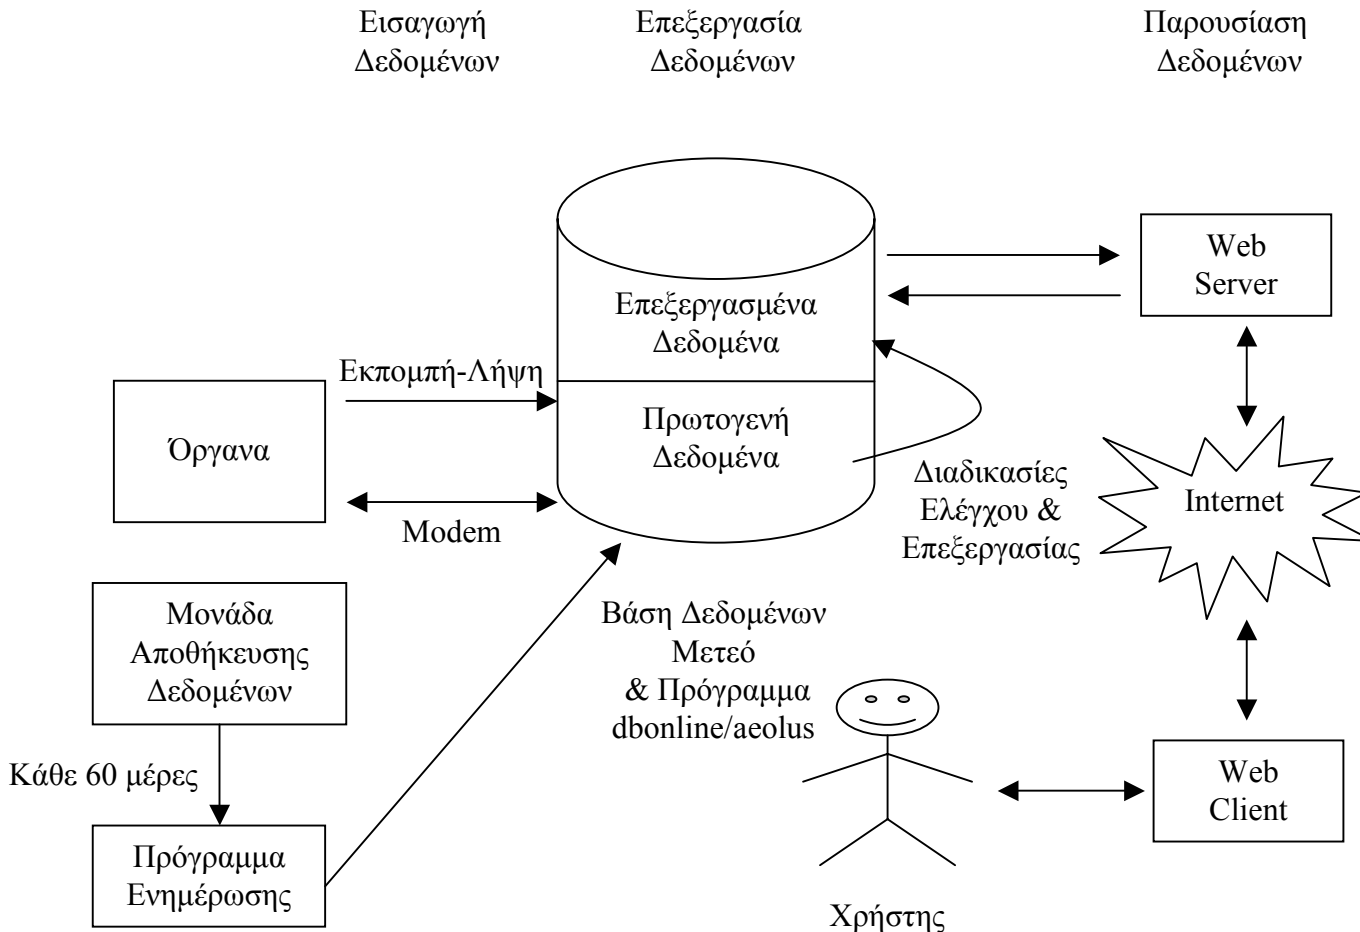 Εισαγωγή
Δεδομένων
Επεξεργασία
Δεδομένων
Παρουσίαση
Δεδομένων
Επεξεργασμένα
Δεδομένα
Πρωτογενή
Δεδομένα
Web
Server
Εκπομπή-Λήψη
Όργανα
Modem
Διαδικασίες
Ελέγχου &
Επεξεργασίας
Internet
Μονάδα
Αποθήκευσης
Δεδομένων
Βάση Δεδομένων
Μετεό
& Πρόγραμμα
dbonline/aeolus
Κάθε 60 μέρες
Web
Client
Πρόγραμμα
Ενημέρωσης
Χρήστης